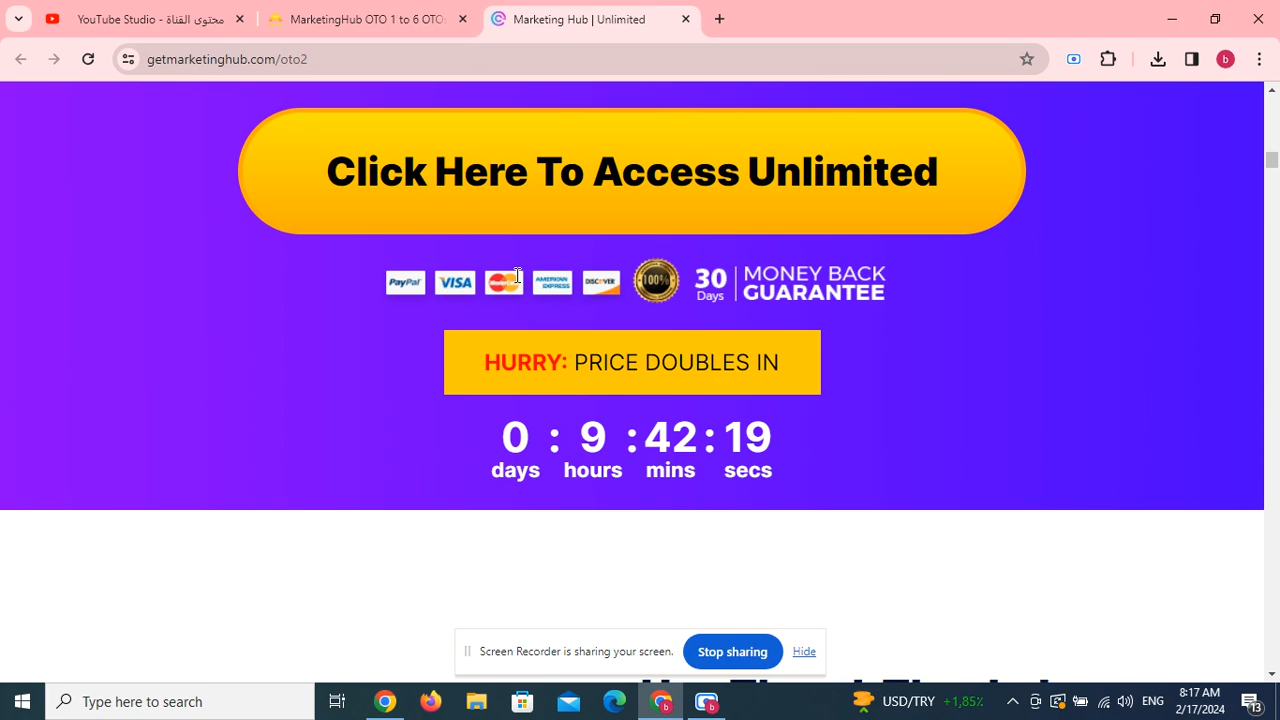 YouTube Studio - محتوى القناة
MarketingHub OTO 1 to 6 OTO
Marketing Hub | Unlimited
getmarketinghub.com/oto2
b
Click Here To Access Unlimited
PayPal
VISA
AMERICAN EXPRESS
DISCOVER
100%
30 Days
MONEY BACK
GUARANTEE
HURRY: PRICE DOUBLES IN
0 : 9 : 42 : 19
days hours mins secs
Screen Recorder is sharing your screen.
Stop sharing
Hide
Type here to search
b
b
USD/TRY +1,85%
ENG
8:17 AM
2/17/2024
13